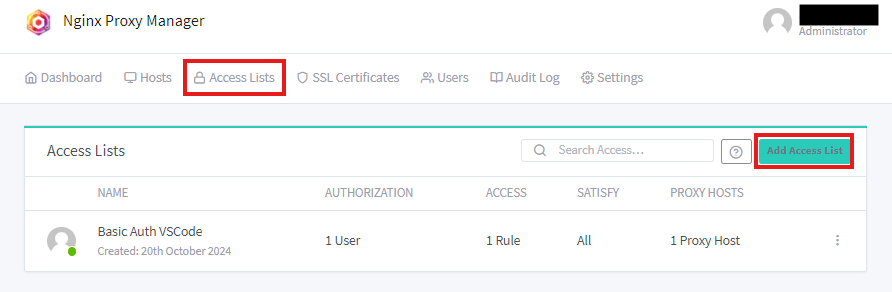 Nginx Proxy Manager
Administrator
Dashboard Hosts Access Lists SSL Certificates Users Audit Log Settings
Access Lists Search Access... Add Access List
NAME AUTHORIZATION ACCESS SATISFY PROXY HOSTS
Basic Auth VSCode 1 User 1 Rule All 1 Proxy Host
Created: 20th October 2024